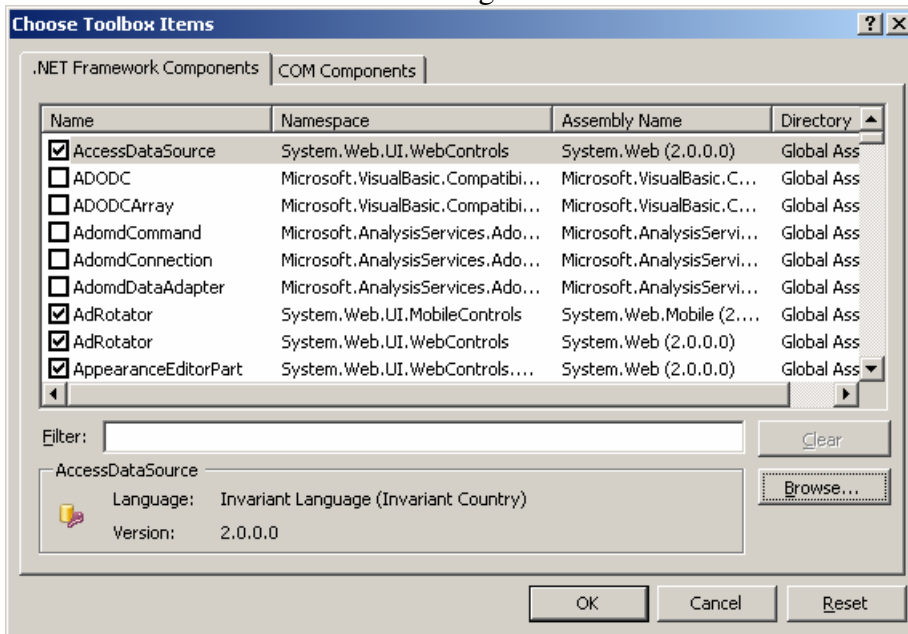 Choose Toolbox Items
.NET Framework Components COM Components
Name Namespace Assembly Name Directory
AccessDataSource System.Web.UI.WebControls System.Web (2.0.0.0) Global Ass
ADODC Microsoft.VisualBasic.Compatibi... Microsoft.VisualBasic.C... Global Ass
ADODCArray Microsoft.VisualBasic.Compatibi... Microsoft.VisualBasic.C... Global Ass
AdomdCommand Microsoft.AnalysisServices.Ado... Microsoft.AnalysisServi... Global Ass
AdomdConnection Microsoft.AnalysisServices.Ado... Microsoft.AnalysisServi... Global Ass
AdomdDataAdapter Microsoft.AnalysisServices.Ado... Microsoft.AnalysisServi... Global Ass
AdRotator System.Web.UI.MobileControls System.Web.Mobile (2.... Global Ass
AdRotator System.Web.UI.WebControls System.Web (2.0.0.0) Global Ass
AppearanceEditorPart System.Web.UI.WebControls.... System.Web (2.0.0.0) Global Ass
Filter: Clear
AccessDataSource
Browse...
Language: Invariant Language (Invariant Country)
Version: 2.0.0.0
OK Cancel Reset